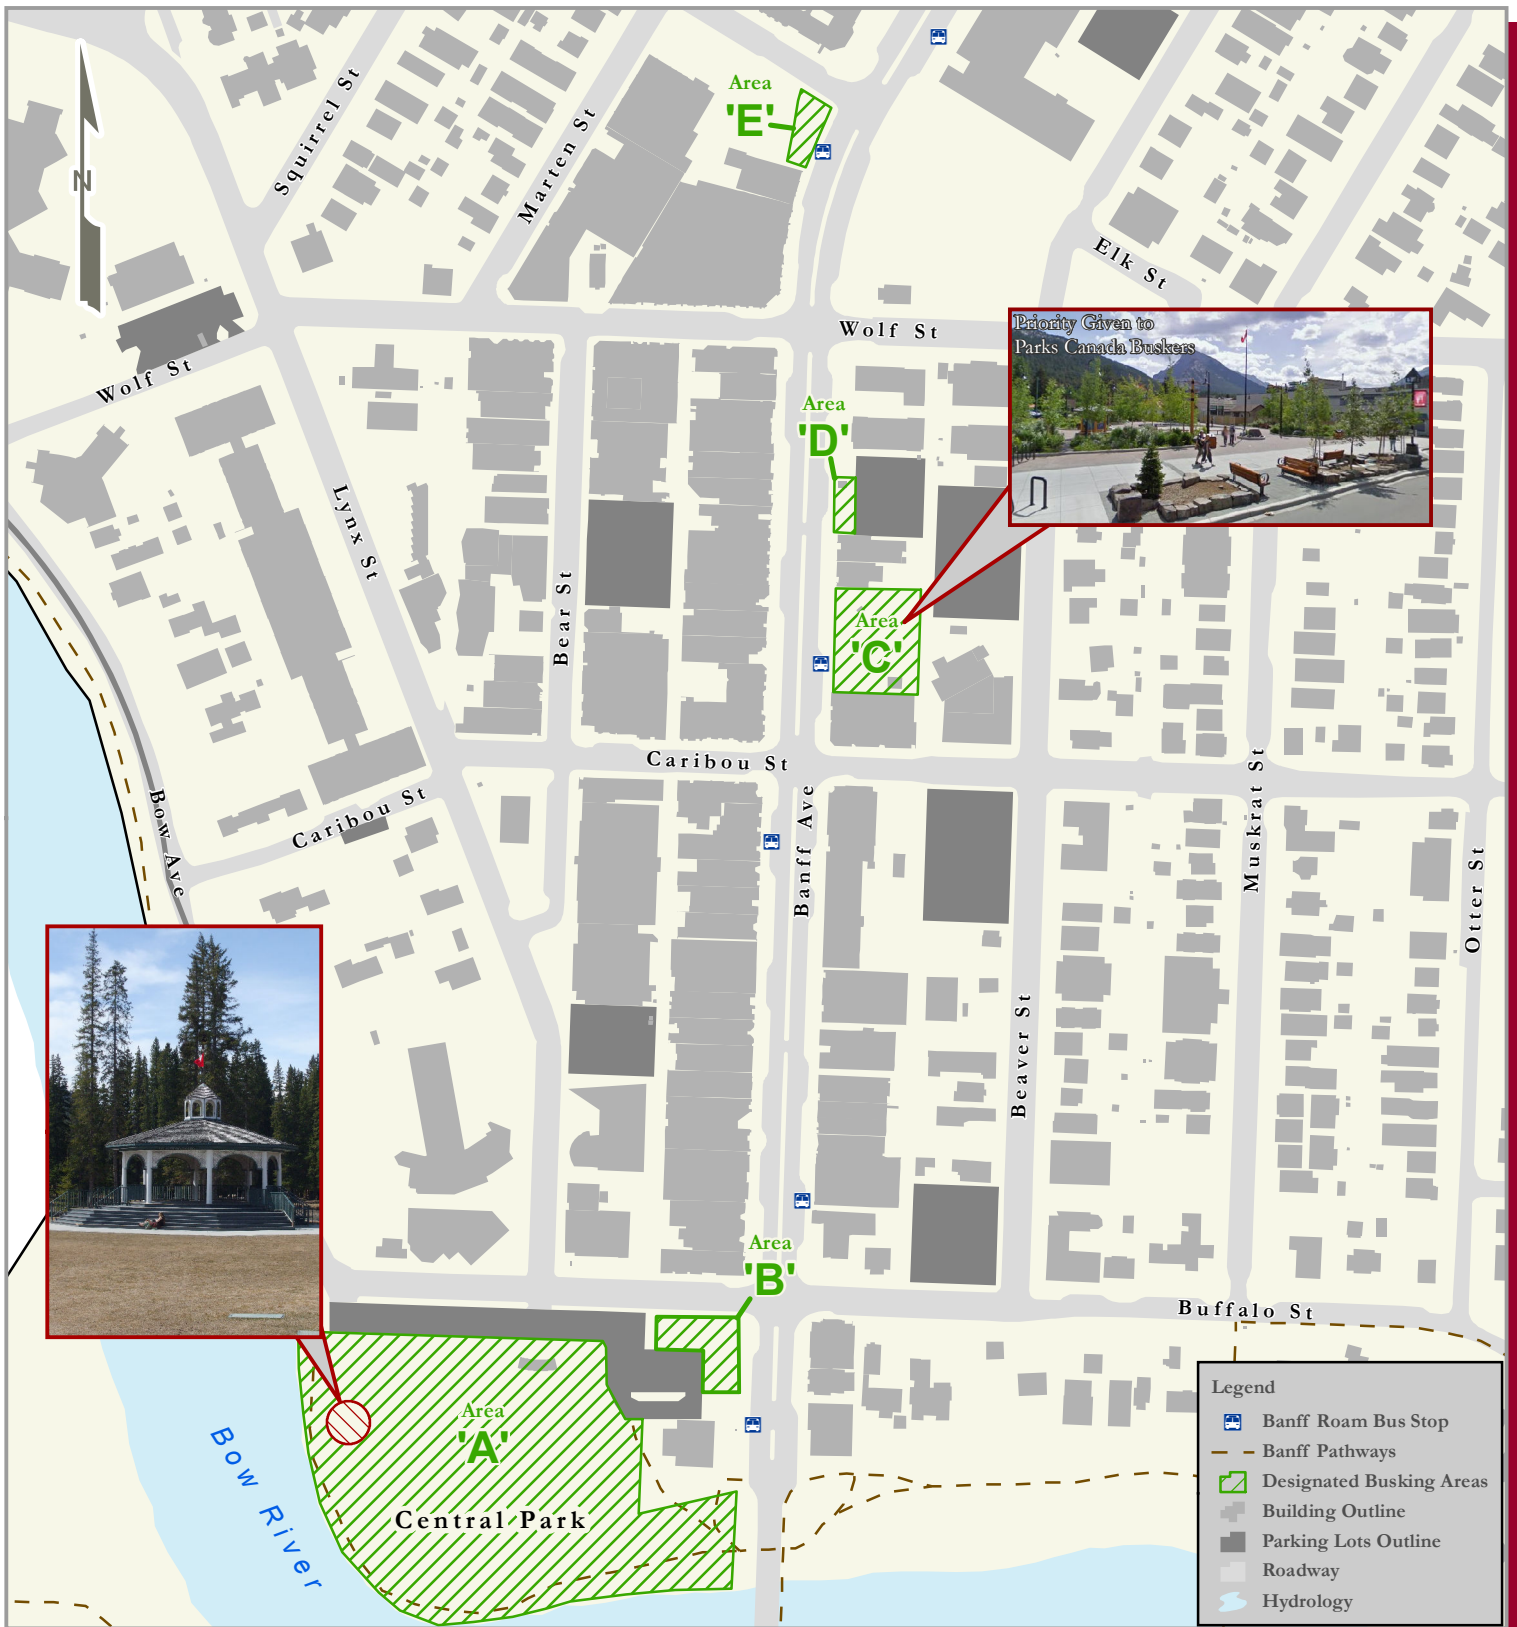 Area
'E'
Squirrel St
Marten St
N
Elk St
Wolf St
Priority Given to
Parks Canada Buskers
Wolf St
Area
'D'
Lynx St
Bear St
Area
'C'
Caribou St
Bow Ave
Caribou St
Banff Ave
Muskrat St
Otter St
Beaver St
Area
'B'
Buffalo St
Area
'A'
Central Park
Bow River
Legend
Banff Roam Bus Stop
Banff Pathways
Designated Busking Areas
Building Outline
Parking Lots Outline
Roadway
Hydrology